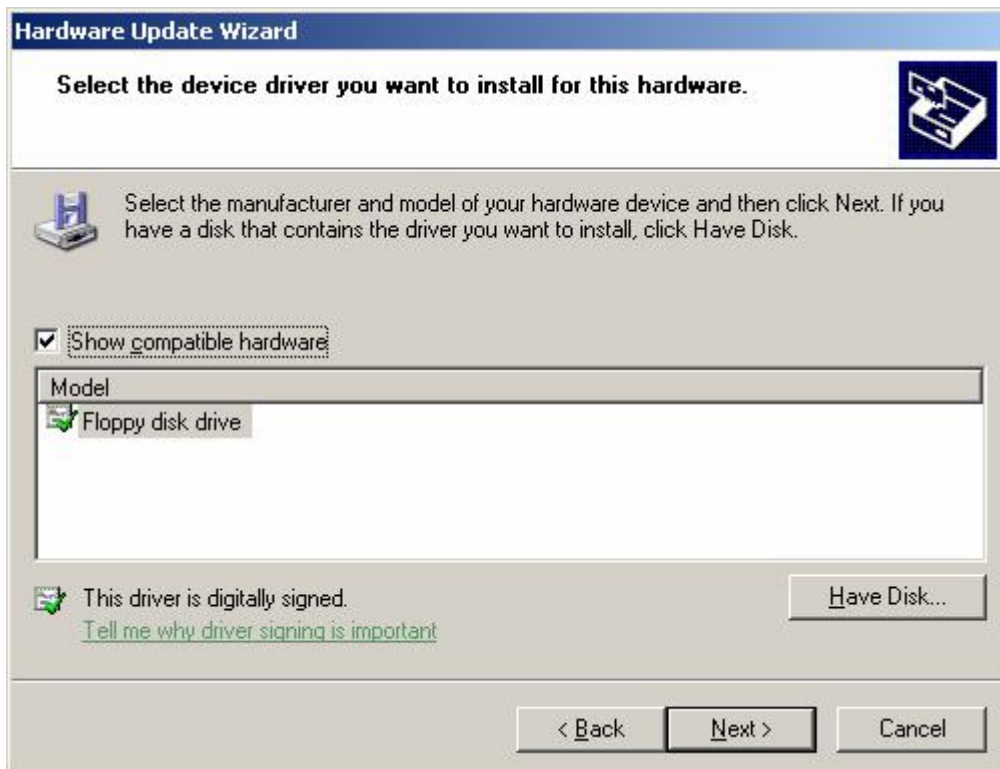 Hardware Update Wizard
Select the device driver you want to install for this hardware.
Select the manufacturer and model of your hardware device and then click Next. If you
have a disk that contains the driver you want to install, click Have Disk.
Show compatible hardware
Model
Floppy disk drive
This driver is digitally signed.
Have Disk...
Tell me why driver signing is important
< Back
Next >
Cancel